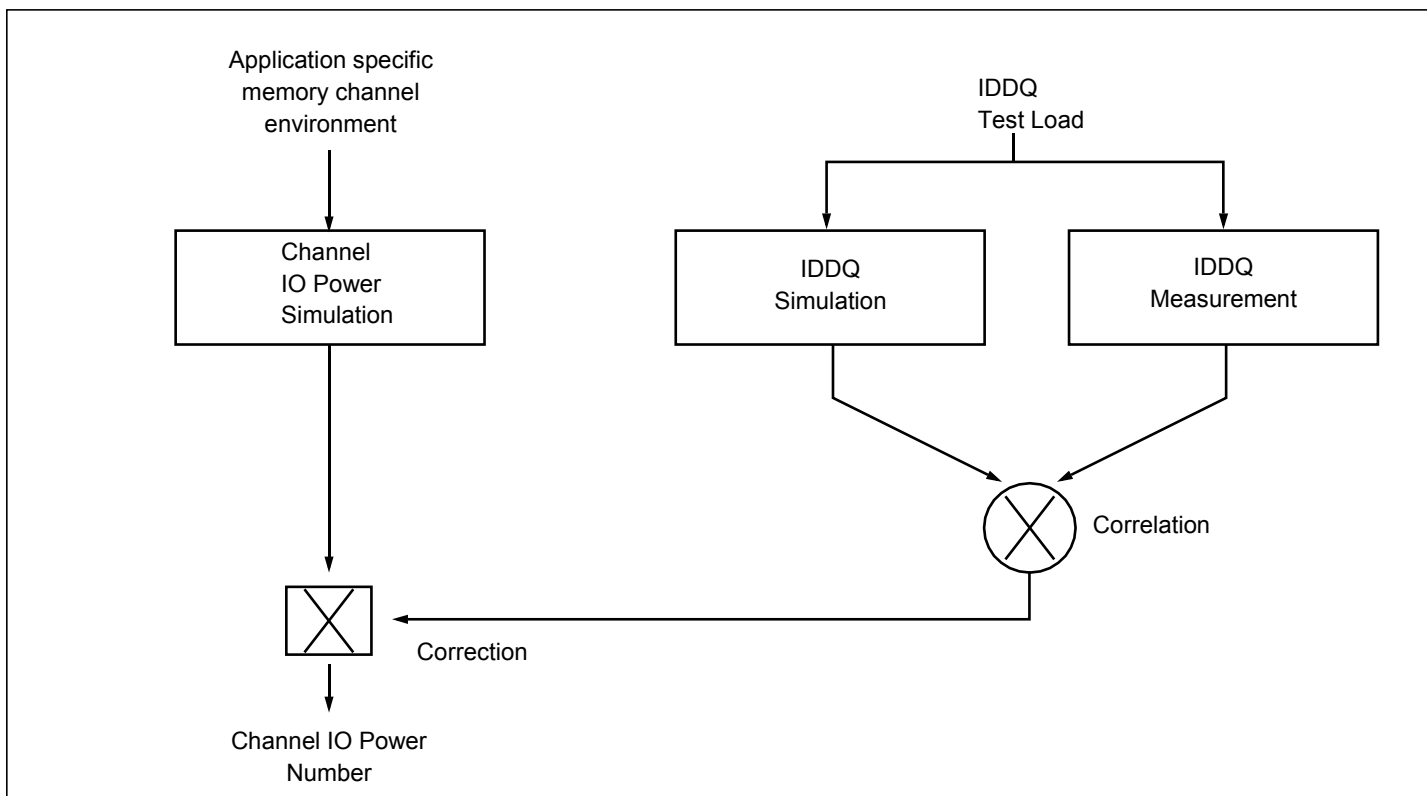 Application specific
memory channel
environment
IDDQ
Test Load
Channel
IO Power
Simulation
IDDQ
Simulation
IDDQ
Measurement
Correlation
Correction
Channel IO Power
Number